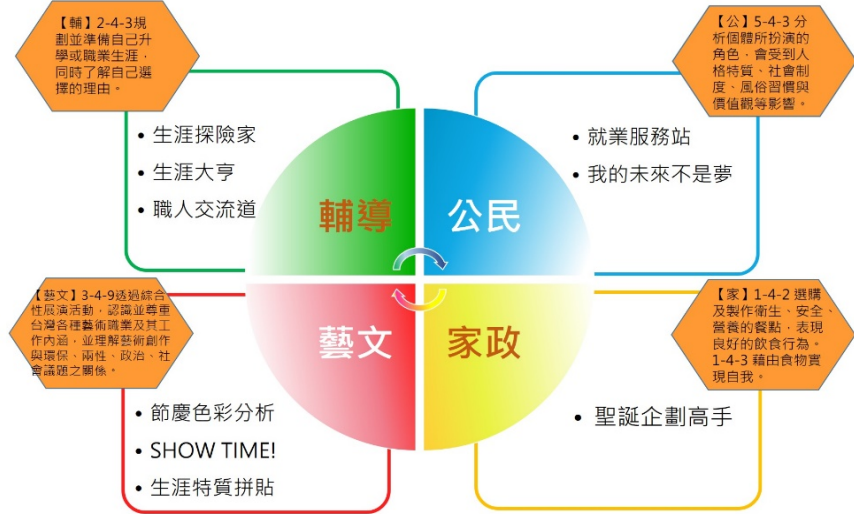 【輔】2-4-3規
劃並準備自己升
學或職業生涯，
同時了解自己選
擇的理由。
• 生涯探險家
• 生涯大亨
• 職人交流道
輔導
【公】5-4-3 分
析個體所扮演的
角色，會受到人
格特質、社會制
度、風俗習慣與
價值觀等影響。
• 就業服務站
• 我的未來不是夢
公民
【藝文】3-4-9透過綜合
性展演活動，認識並尊重
台灣各種藝術職業及其工
作內涵，並理解藝術創作
與環保、兩性、政治、社
會議題之關係。
藝文
• 節慶色彩分析
• SHOW TIME!
• 生涯特質拼貼
【家】1-4-2 選購
及製作衛生、安全、
營養的餐點，表現
良好的飲食行為。
1-4-3 藉由食物實
現自我。
家政
• 聖誕企劃高手